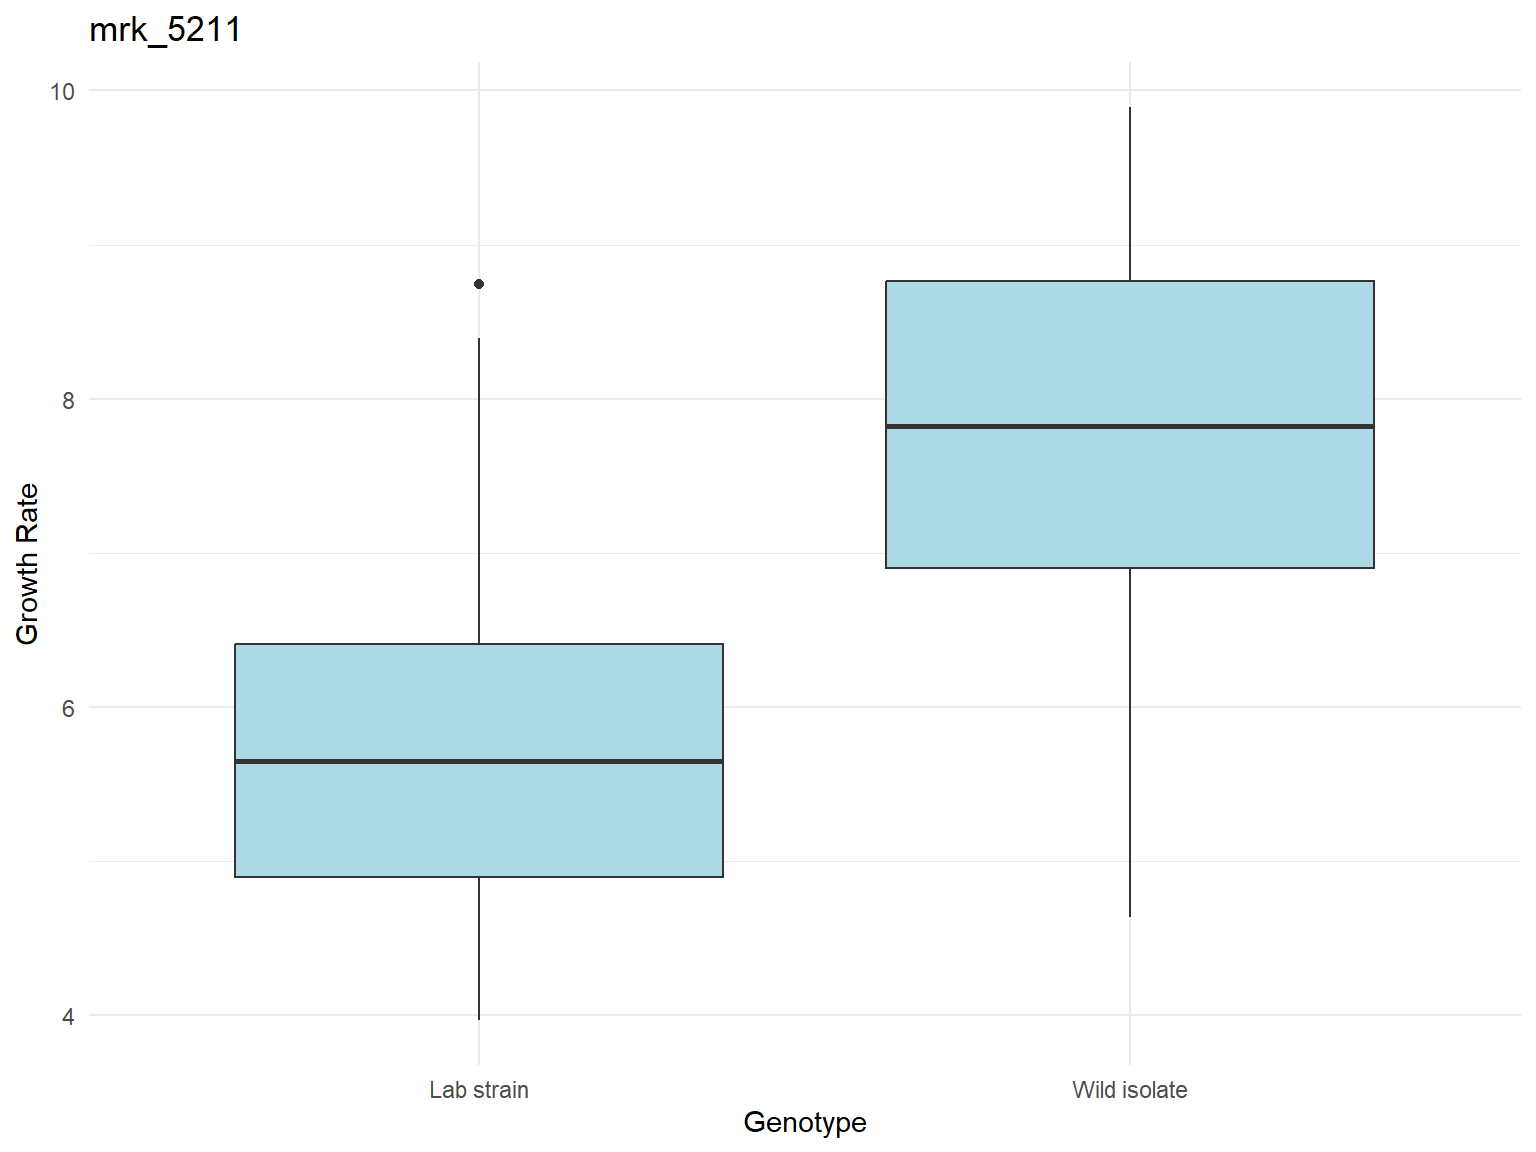 mrk_5211
10
8
6
4
Growth Rate
Lab strain
Wild isolate
Genotype